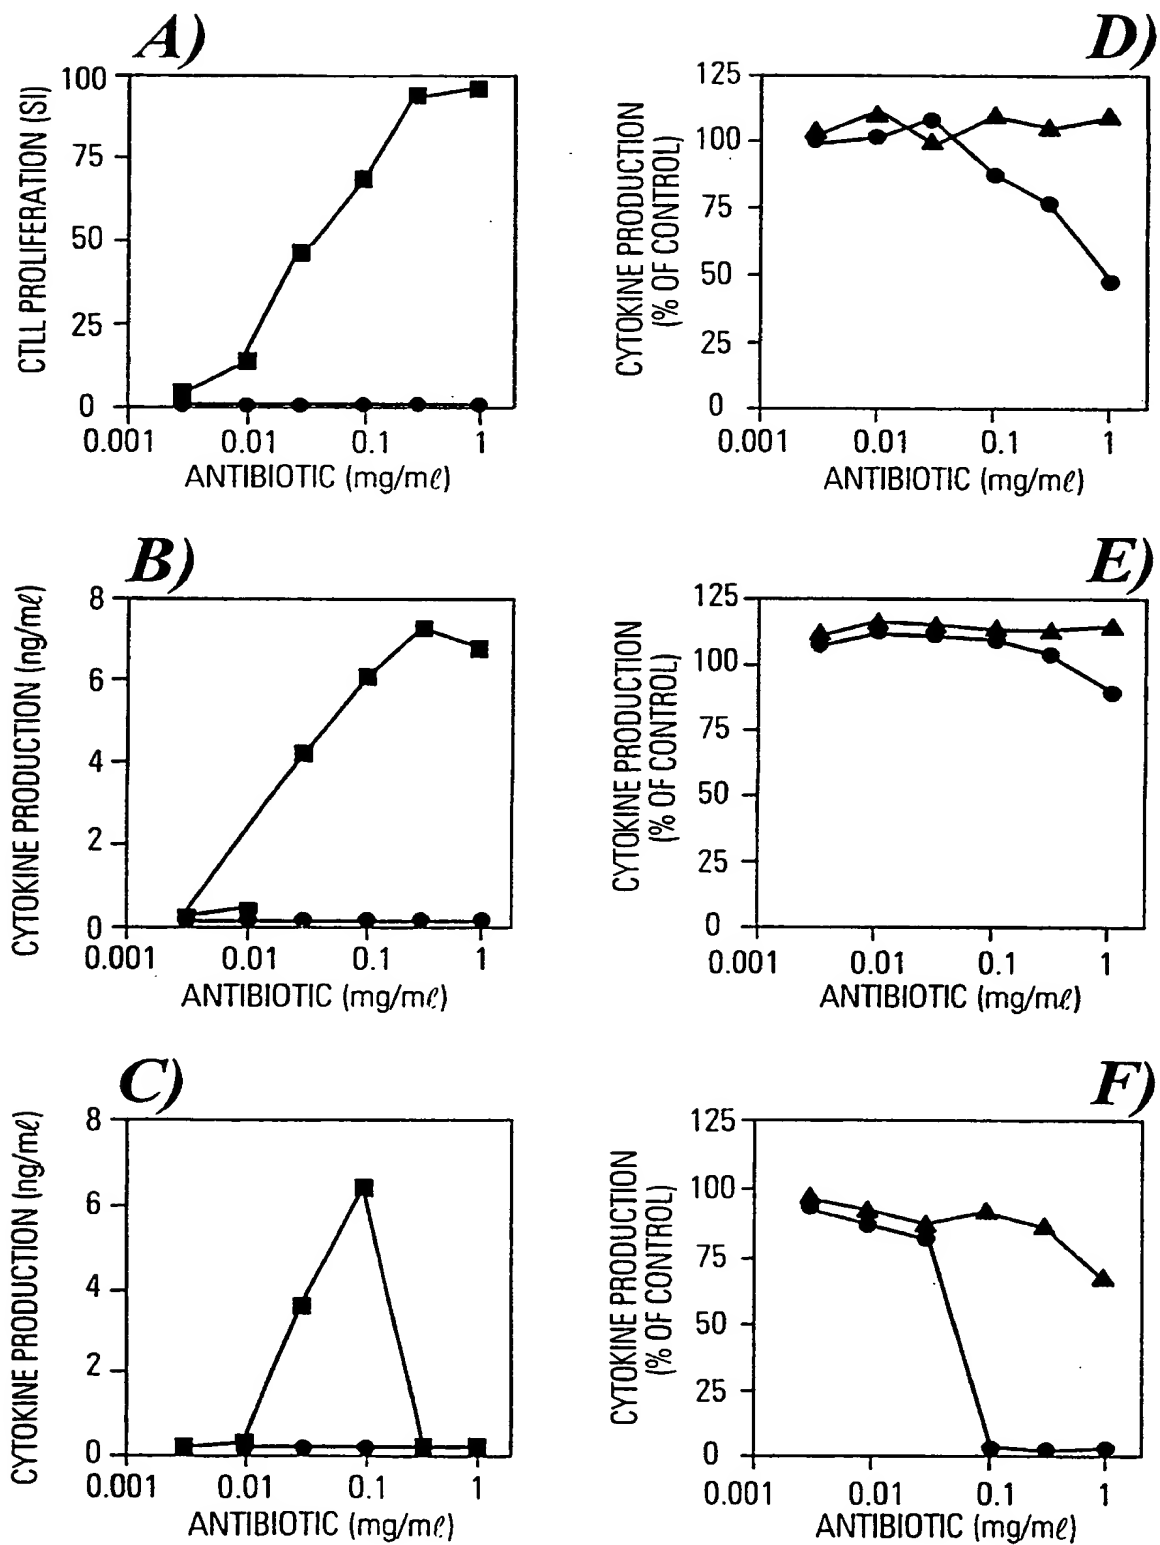 A)
CTLL PROLIFERATION (SI)
100
75
50
25
0
0.001 0.01 0.1 1
ANTIBIOTIC (mg/mℓ)
D)
CYTOKINE PRODUCTION
(% OF CONTROL)
125
100
75
50
25
0
0.001 0.01 0.1 1
ANTIBIOTIC (mg/mℓ)
B)
CYTOKINE PRODUCTION (ng/mℓ)
8
6
4
2
0
0.001 0.01 0.1 1
ANTIBIOTIC (mg/mℓ)
E)
CYTOKINE PRODUCTION
(% OF CONTROL)
125
100
75
50
25
0
0.001 0.01 0.1 1
ANTIBIOTIC (mg/mℓ)
C)
CYTOKINE PRODUCTION (ng/mℓ)
8
6
4
2
0
0.001 0.01 0.1 1
ANTIBIOTIC (mg/mℓ)
F)
CYTOKINE PRODUCTION
(% OF CONTROL)
125
100
75
50
25
0
0.001 0.01 0.1 1
ANTIBIOTIC (mg/mℓ)